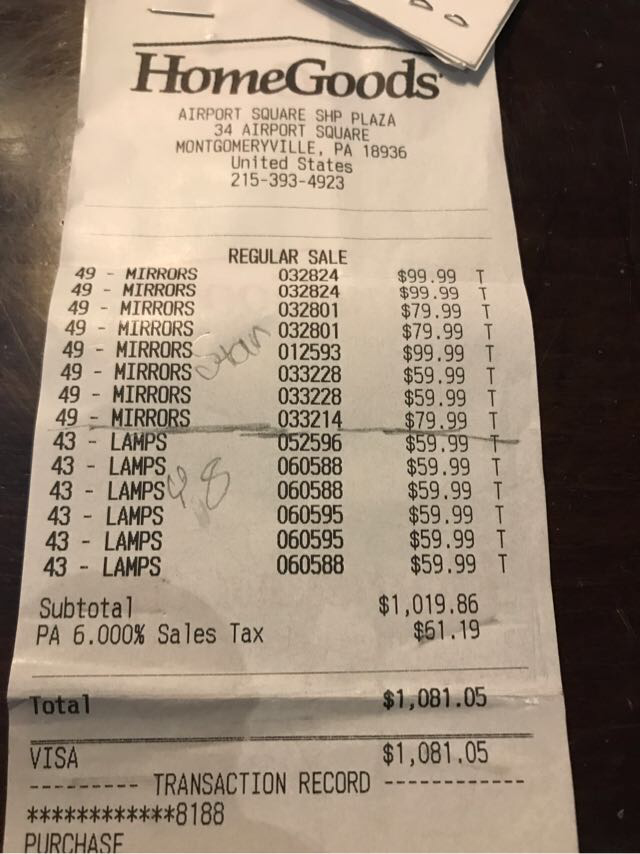 HomeGoods
AIRPORT SQUARE SHP PLAZA
34 AIRPORT SQUARE
MONTGOMERYVILLE, PA 18936
United States
215-393-4923
REGULAR SALE
49 - MIRRORS 032824 $99.99 T
49 - MIRRORS 032824 $99.99 T
49 - MIRRORS 032801 $79.99 T
49 - MIRRORS 032801 $79.99 T
49 - MIRRORS 012593 $99.99 T
49 - MIRRORS 033228 $59.99 T
49 - MIRRORS 033228 $59.99 T
49 - MIRRORS 033214 $79.99 T
43 - LAMPS 052596 $59.99 T
43 - LAMPS 060588 $59.99 T
43 - LAMPS 060588 $59.99 T
43 - LAMPS 060595 $59.99 T
43 - LAMPS 060595 $59.99 T
43 - LAMPS 060588 $59.99 T
Subtotal $1,019.86
PA 6.000% Sales Tax $61.19
Total $1,081.05
VISA $1,081.05
--------- TRANSACTION RECORD ------------
************8188
PURCHASE